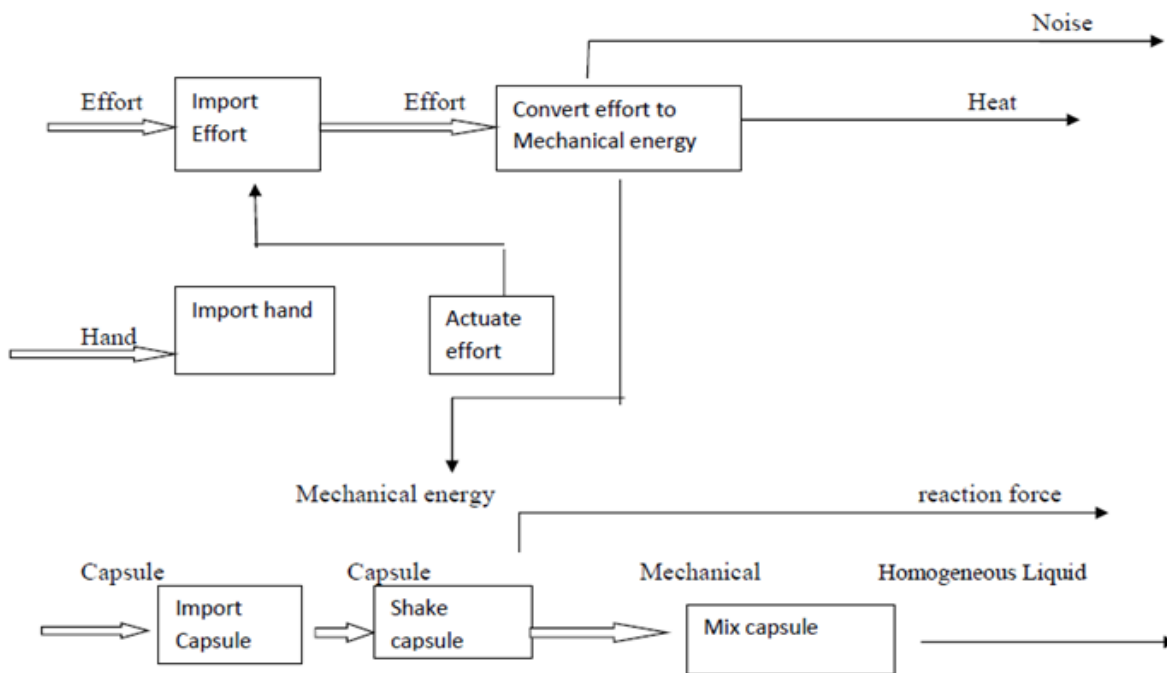 Noise
Effort
Import
Effort
Effort
Convert effort to
Mechanical energy
Heat
Hand
Import hand
Actuate
effort
Mechanical energy
reaction force
Capsule
Import
Capsule
Capsule
Shake
capsule
Mechanical
Mix capsule
Homogeneous Liquid